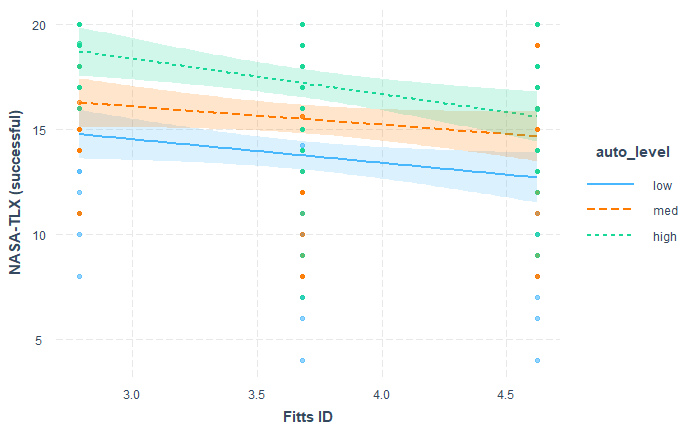 20
15
10
5
NASA-TLX (successful)
3.0 3.5 4.0 4.5
Fitts ID
auto_level
low
med
high